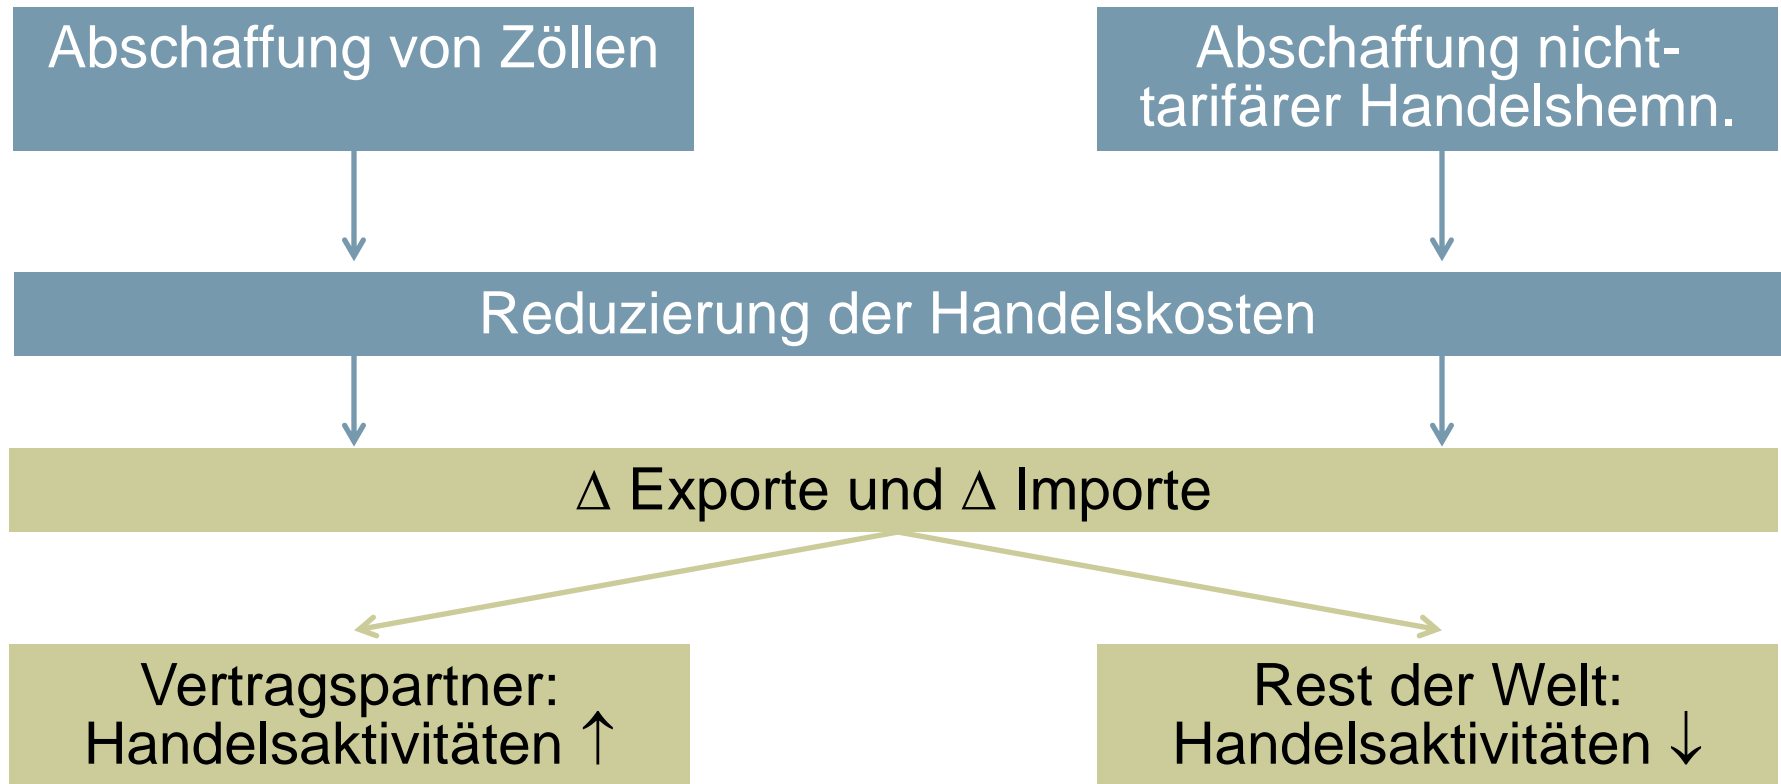 Abschaffung von Zöllen
Abschaffung nicht-
tarifärer Handelshemn.
Reduzierung der Handelskosten
Δ Exporte und Δ Importe
Vertragspartner:
Handelsaktivitäten ↑
Rest der Welt:
Handelsaktivitäten ↓